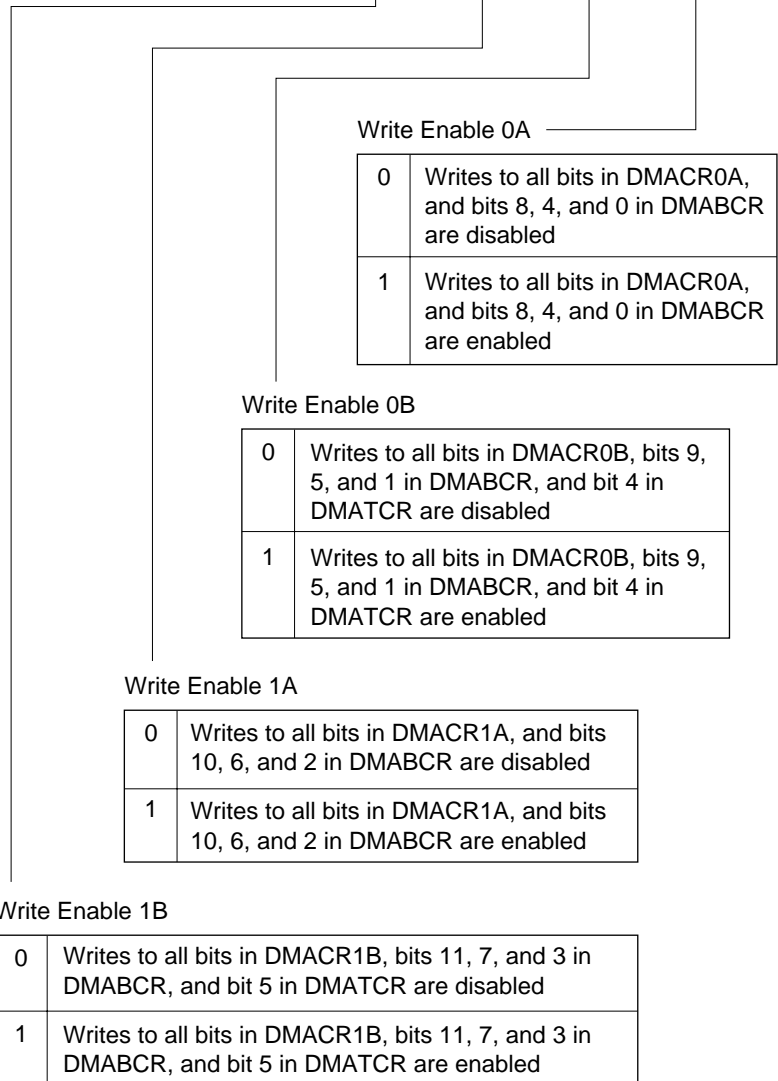 Write Enable 0A
0 Writes to all bits in DMACR0A,
and bits 8, 4, and 0 in DMABCR
are disabled
1 Writes to all bits in DMACR0A,
and bits 8, 4, and 0 in DMABCR
are enabled
Write Enable 0B
0 Writes to all bits in DMACR0B, bits 9,
5, and 1 in DMABCR, and bit 4 in
DMATCR are disabled
1 Writes to all bits in DMACR0B, bits 9,
5, and 1 in DMABCR, and bit 4 in
DMATCR are enabled
Write Enable 1A
0 Writes to all bits in DMACR1A, and bits
10, 6, and 2 in DMABCR are disabled
1 Writes to all bits in DMACR1A, and bits
10, 6, and 2 in DMABCR are enabled
Write Enable 1B
0 Writes to all bits in DMACR1B, bits 11, 7, and 3 in
DMABCR, and bit 5 in DMATCR are disabled
1 Writes to all bits in DMACR1B, bits 11, 7, and 3 in
DMABCR, and bit 5 in DMATCR are enabled